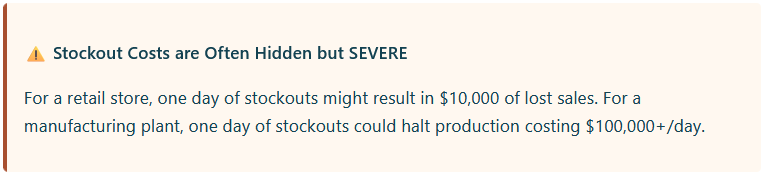 ⚠ Stockout Costs are Often Hidden but SEVERE
For a retail store, one day of stockouts might result in $10,000 of lost sales. For a
manufacturing plant, one day of stockouts could halt production costing $100,000+/day.